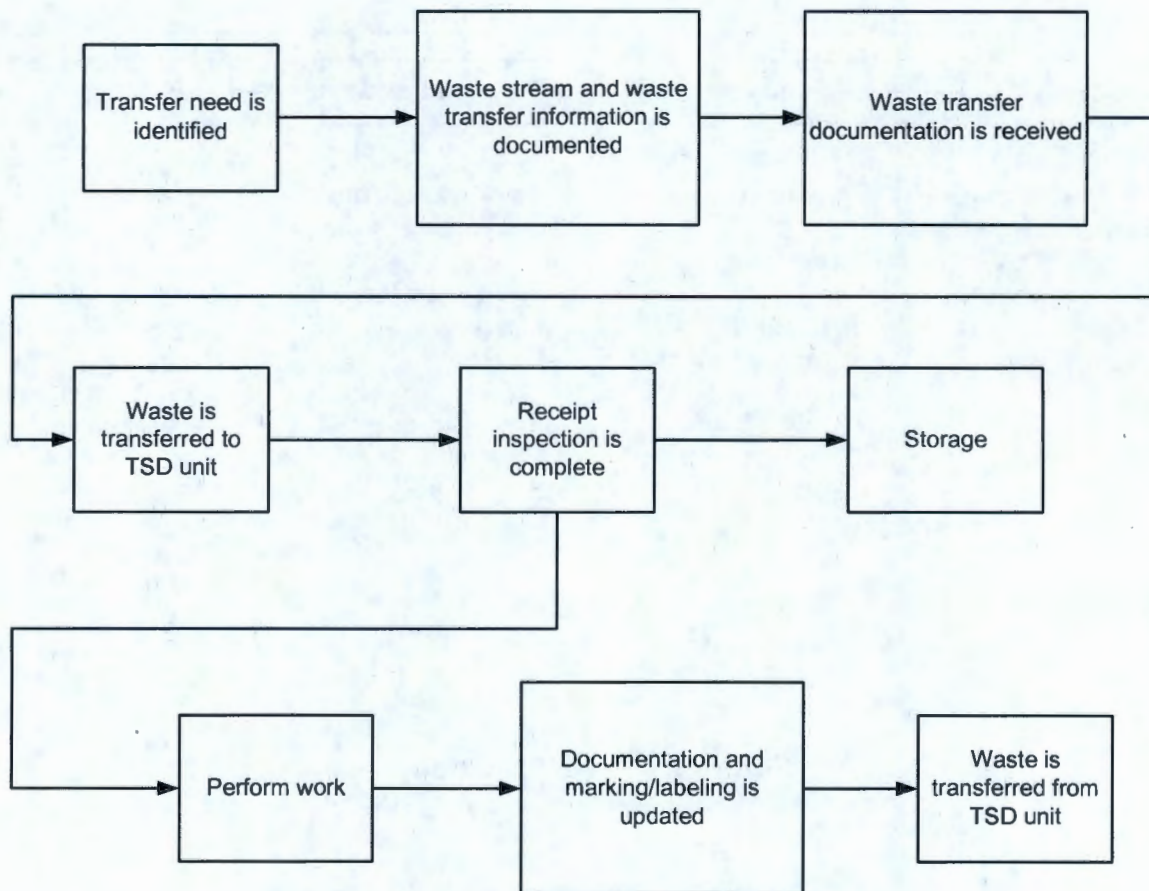 Transfer need is
identified
Waste stream and waste
transfer information is
documented
Waste transfer
documentation is received
Waste is
transferred to
TSD unit
Receipt
inspection is
complete
Storage
Perform work
Documentation and
marking/labeling is
updated
Waste is
transferred from
TSD unit